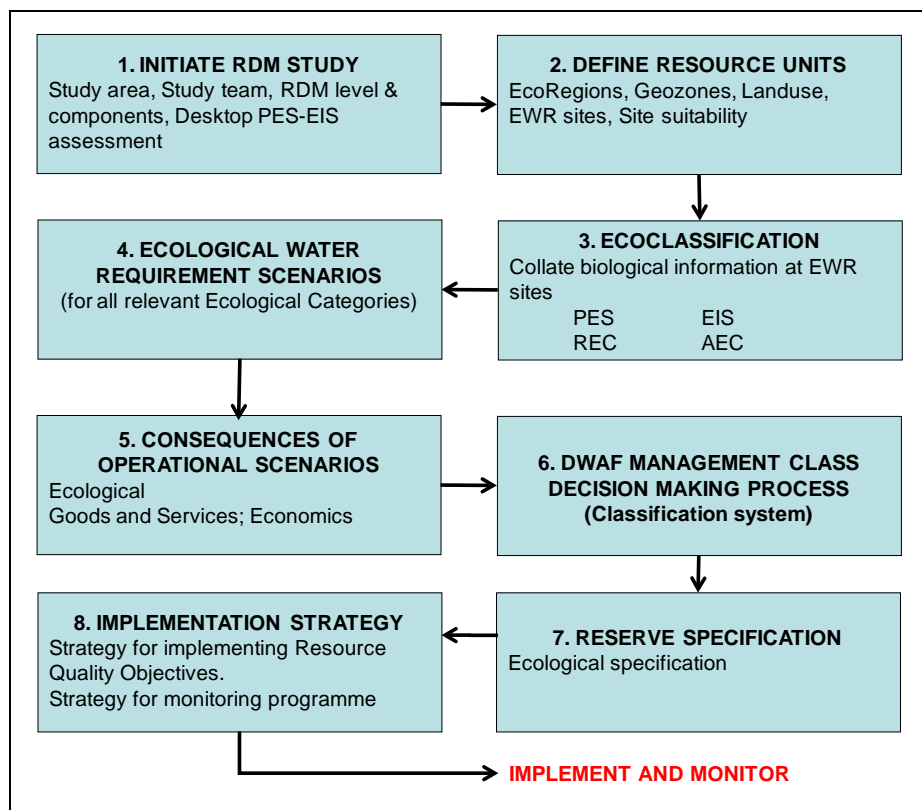 1. INITIATE RDM STUDY
Study area, Study team, RDM level &
components, Desktop PES-EIS
assessment
2. DEFINE RESOURCE UNITS
EcoRegions, Geozones, Landuse,
EWR sites, Site suitability
3. ECOCLASSIFICATION
Collate biological information at EWR
sites
PES EIS
REC AEC
4. ECOLOGICAL WATER
REQUIREMENT SCENARIOS
(for all relevant Ecological Categories)
5. CONSEQUENCES OF
OPERATIONAL SCENARIOS
Ecological
Goods and Services; Economics
6. DWAF MANAGEMENT CLASS
DECISION MAKING PROCESS
(Classification system)
7. RESERVE SPECIFICATION
Ecological specification
8. IMPLEMENTATION STRATEGY
Strategy for implementing Resource
Quality Objectives.
Strategy for monitoring programme
IMPLEMENT AND MONITOR